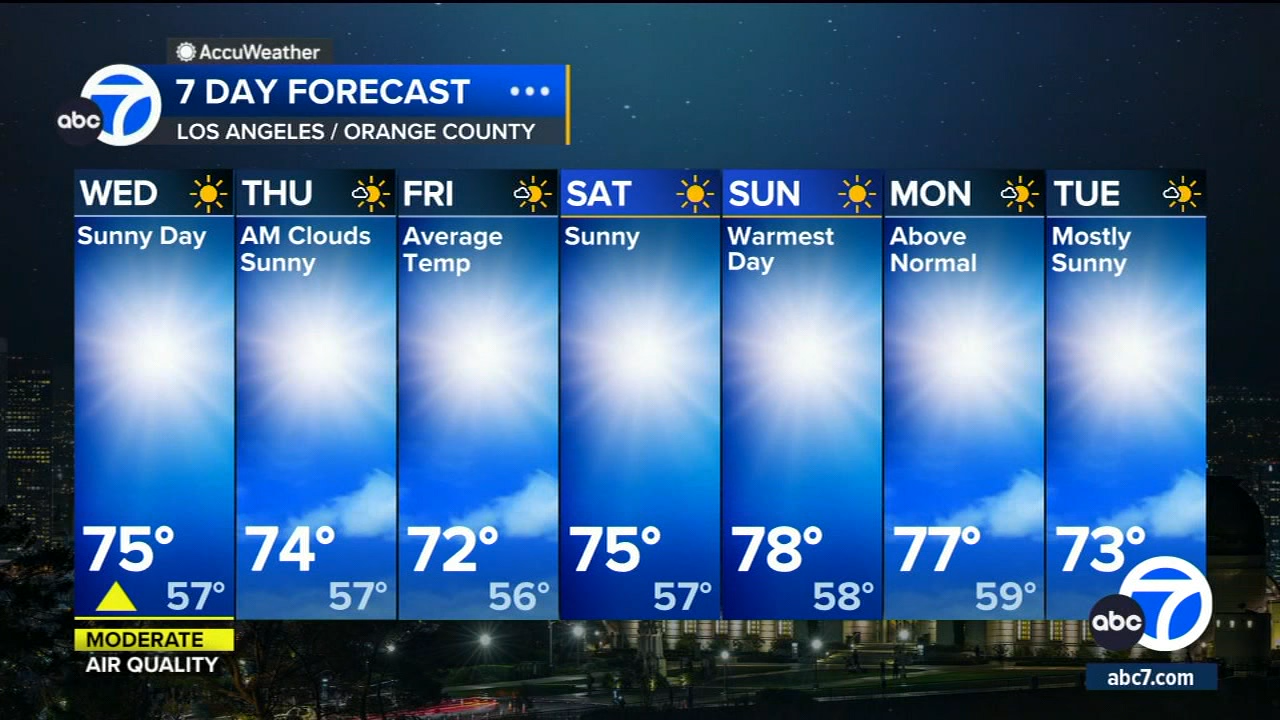 AccuWeather
abc 7
7 DAY FORECAST
LOS ANGELES / ORANGE COUNTY
WED
Sunny Day
75°
57°
MODERATE
AIR QUALITY
THU
AM Clouds
Sunny
74°
57°
FRI
Average
Temp
72°
56°
SAT
Sunny
75°
57°
SUN
Warmest
Day
78°
58°
MON
Above
Normal
77°
59°
TUE
Mostly
Sunny
73°
abc 7
abc7.com